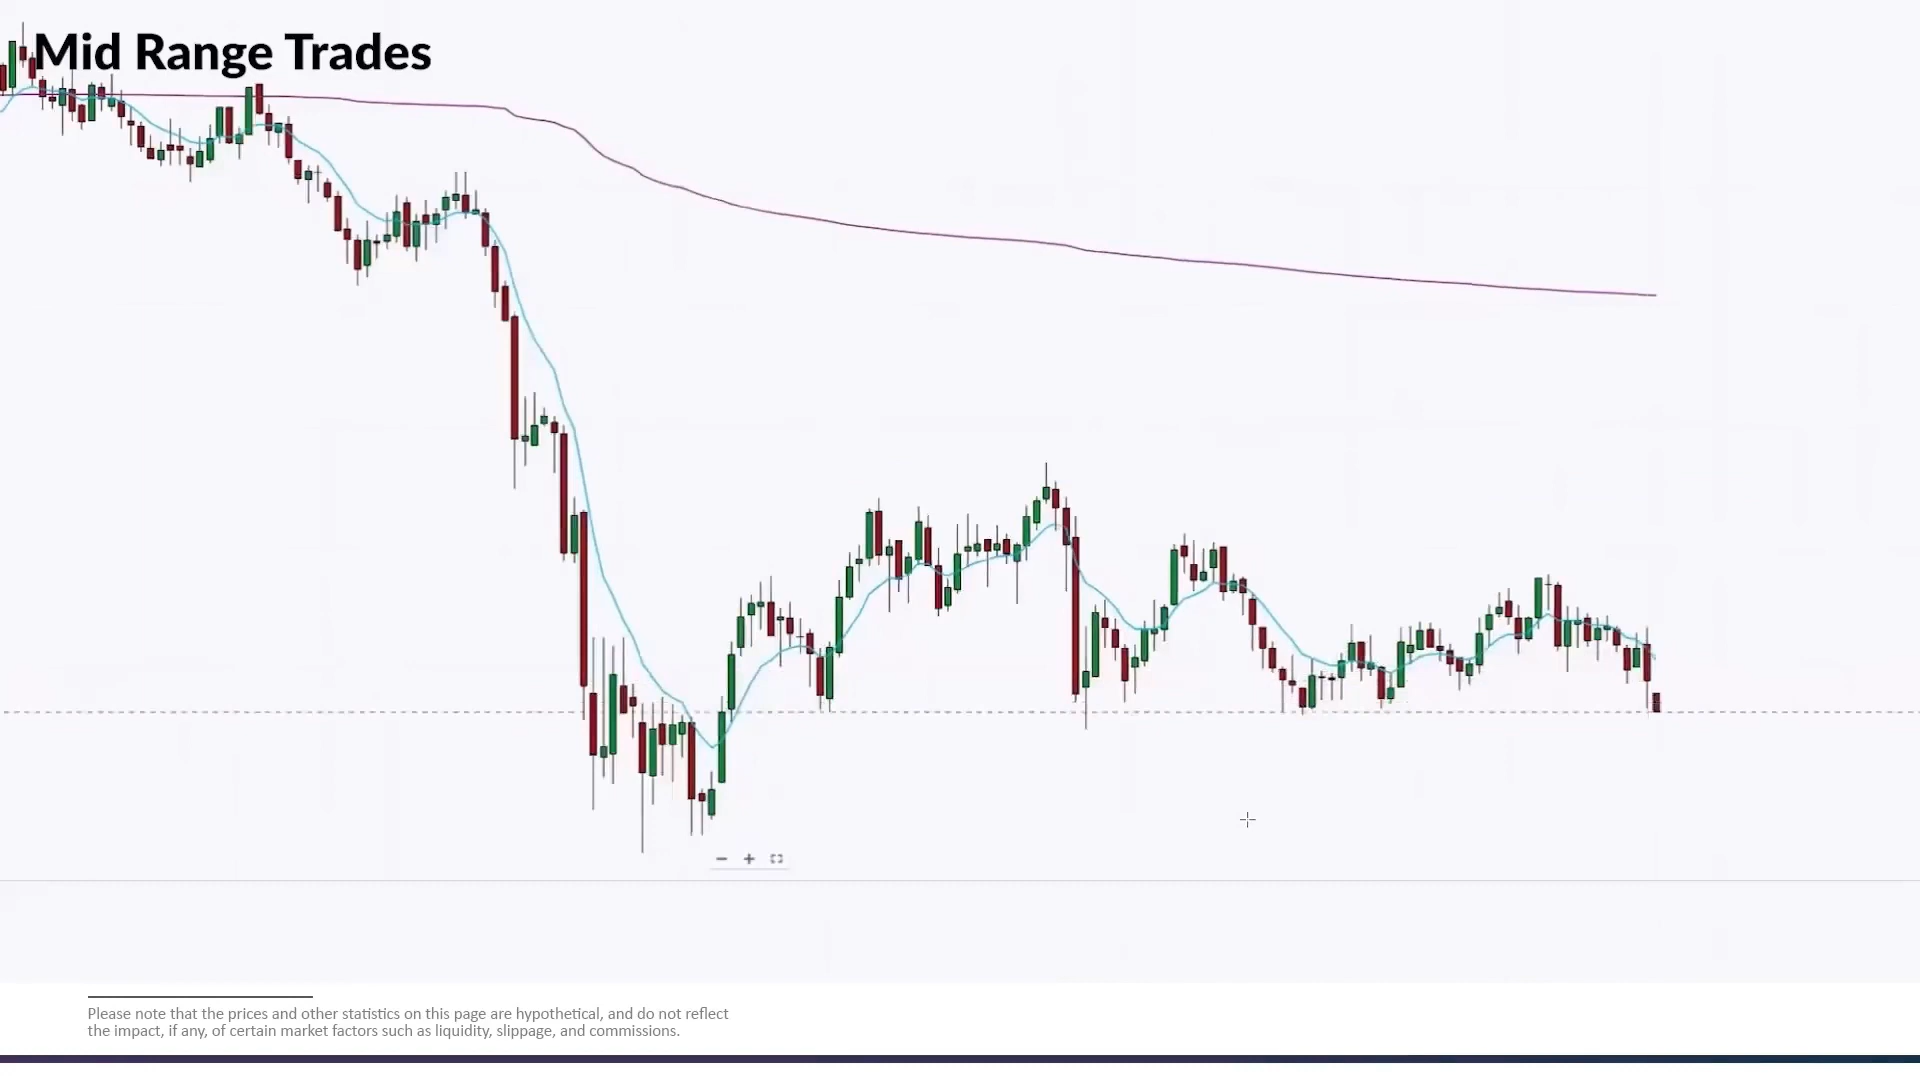 Mid Range Trades
Please note that the prices and other statistics on this page are hypothetical, and do not reflect
the impact, if any, of certain market factors such as liquidity, slippage, and commissions.